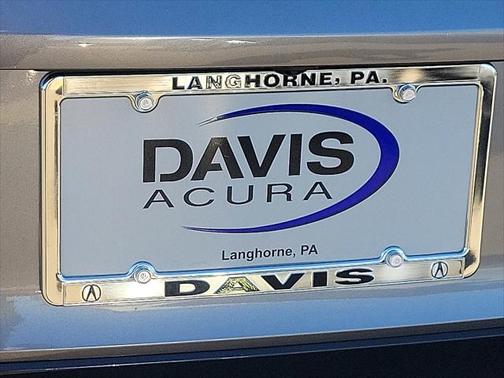 LANGHORNE, PA.
DAVIS
ACURA
Langhorne, PA
DAVIS